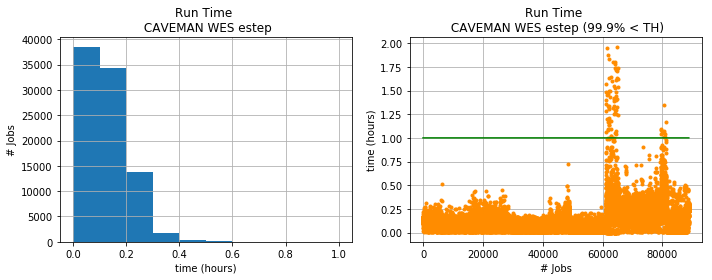 Run Time
CAVEMAN WES estep
40000
35000
30000
25000
20000
15000
10000
5000
0
# Jobs
0.0 0.2 0.4 0.6 0.8 1.0
time (hours)
Run Time
CAVEMAN WES estep (99.9% < TH)
2.00
1.75
1.50
1.25
1.00
0.75
0.50
0.25
0.00
time (hours)
0 20000 40000 60000 80000
# Jobs